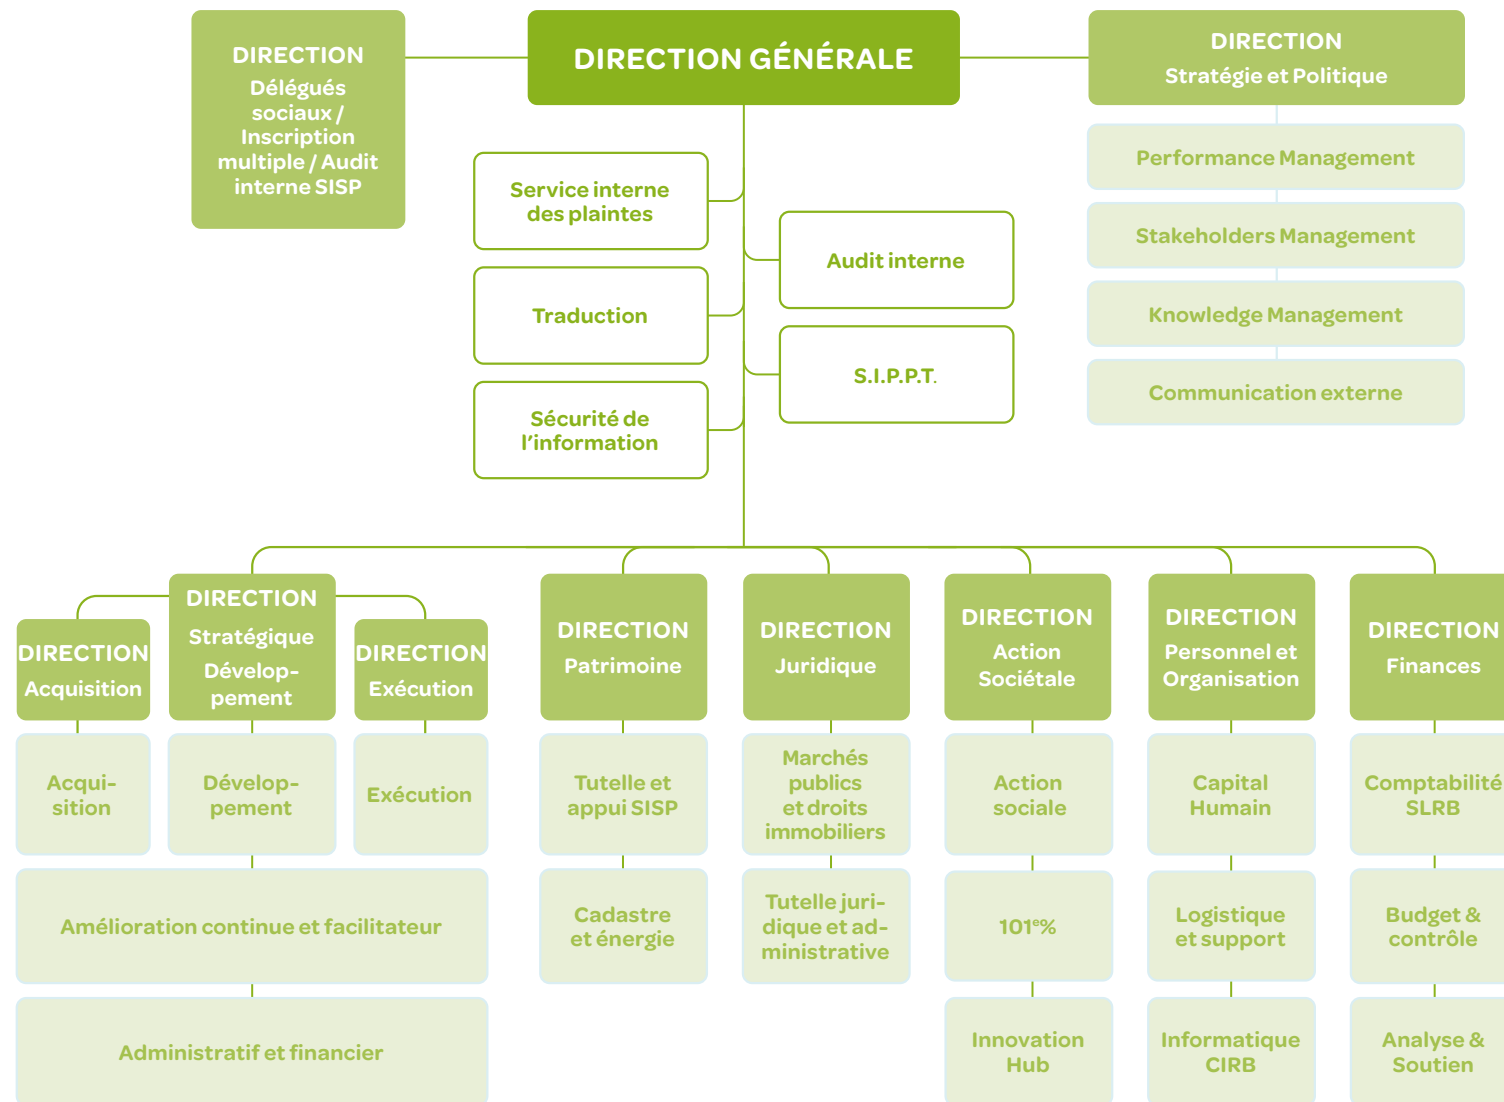 DIRECTION
Délégués
sociaux /
Inscription
multiple / Audit
interne SISP
DIRECTION GÉNÉRALE
DIRECTION
Stratégie et Politique
Performance Management
Stakeholders Management
Knowledge Management
Communication externe
Service interne
des plaintes
Audit interne
Traduction
S.I.P.P.T.
Sécurité de
l'information
DIRECTION
Acquisition
DIRECTION
Stratégique
Dévelop-
pement
DIRECTION
Exécution
DIRECTION
Patrimoine
DIRECTION
Juridique
DIRECTION
Action
Sociétale
DIRECTION
Personnel et
Organisation
DIRECTION
Finances
Acqui-
sition
Dévelop-
pement
Exécution
Tutelle et
appui SISP
Marchés
publics
et droits
immobiliers
Action
sociale
Capital
Humain
Comptabilité
SLRB
Amélioration continue et facilitateur
Cadastre
et énergie
Tutelle juri-
dique et ad-
ministrative
101ᵉ%
Logistique
et support
Budget &
contrôle
Administratif et financier
Innovation
Hub
Informatique
CIRB
Analyse &
Soutien